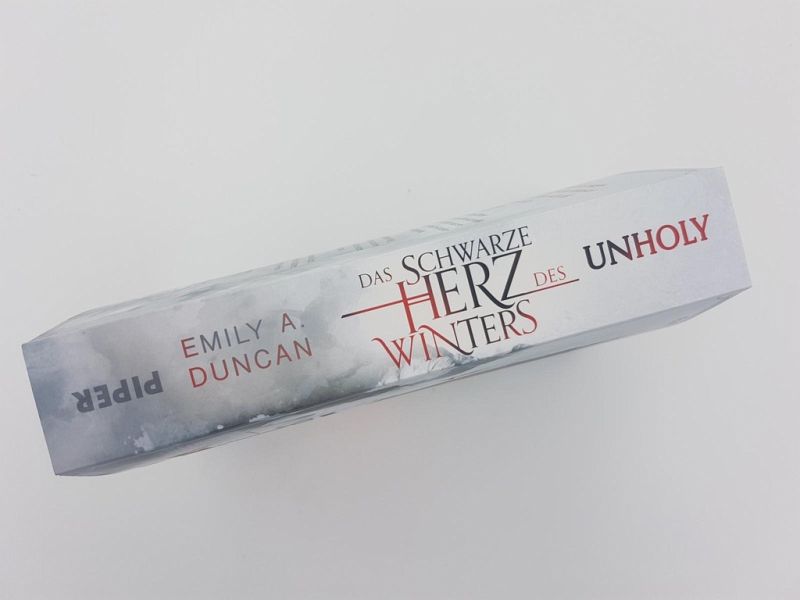 PIPER
EMILY A.
DUNCAN
DAS SCHWARZE
HERZ DES
WINTERS
UNHOLY